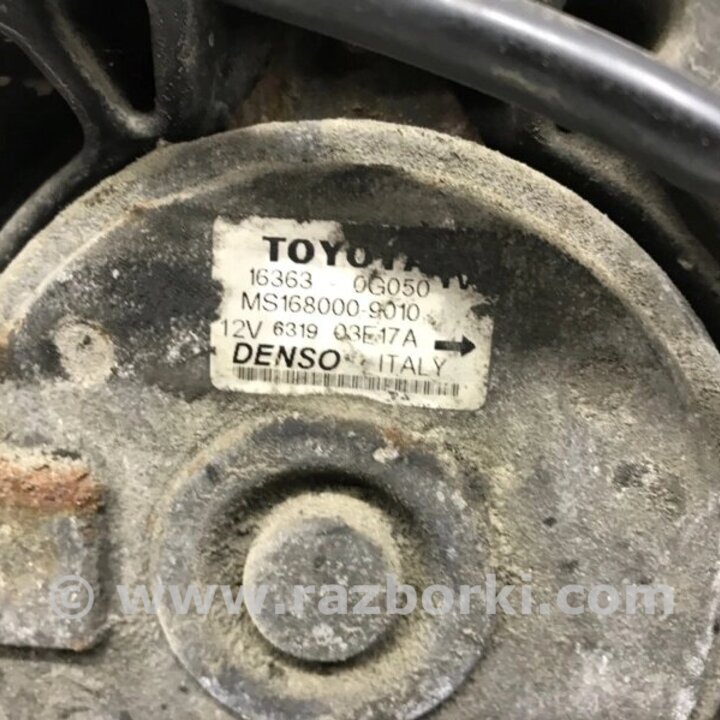 TOYOTA
16363 - 0G050
MS168000-9010
12V 6319 03E17A
DENSO ITALY
© www.razborki.com